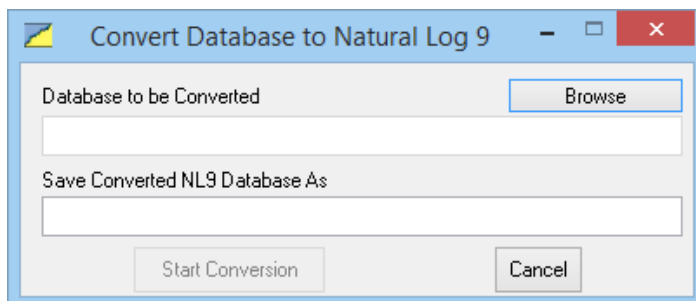 Convert Database to Natural Log 9
Database to be Converted
Browse
Save Converted NL9 Database As
Start Conversion
Cancel